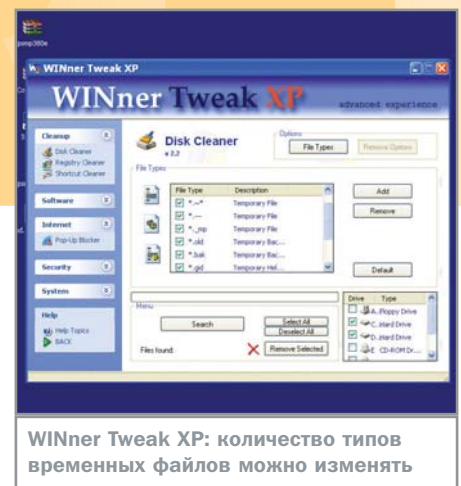 pspsp380e
WINner Tweak XP
WINner Tweak XP
advanced experience
Cleanup
Disk Cleaner
Registry Cleaner
Shortcut Cleaner
Software
Internet
Pop-Up Blocker
Security
System
Help
Help Topics
BACK
Disk Cleaner
v 2.2
Options
File Types
Remove Options
File Types
File Type Description
*.~* Temporary File
*.~~ Temporary File
*._mp Temporary File
*.old Temporary Bac...
*.bak Temporary Bac...
*.gid Temporary Hel...
Add
Remove
Default
Menu
Search
Select All
Deselect All
Files found:
Remove Selected
Drive Type
A. Floppy Drive
C. Hard Drive
D. Hard Drive
E CD-ROM Dr...
WINner Tweak XP: количество типов
временных файлов можно изменять